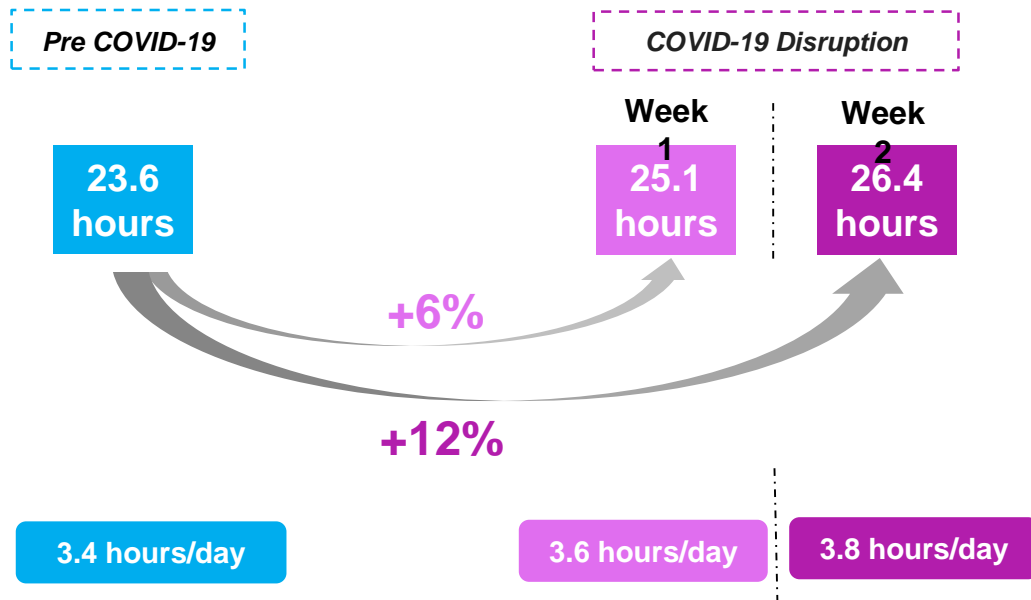 Pre COVID-19
COVID-19 Disruption
Week
1
Week
2
23.6
hours
25.1
hours
26.4
hours
+6%
+12%
3.4 hours/day
3.6 hours/day
3.8 hours/day